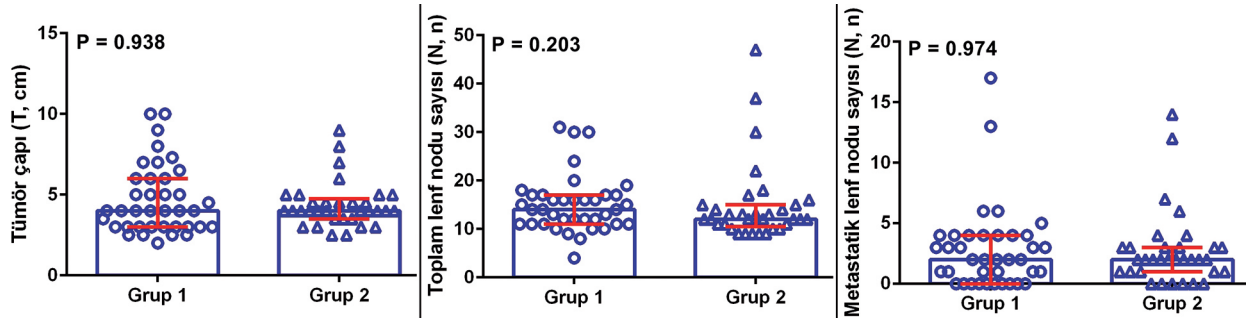 Tümör çapı (T, cm)
P = 0.938
15
10
5
0
Grup 1
Grup 2
Toplam lenf nodu sayısı (N, n)
P = 0.203
50
40
30
20
10
0
Grup 1
Grup 2
Metastatik lenf nodu sayısı (N, n)
P = 0.974
20
15
10
5
0
Grup 1
Grup 2